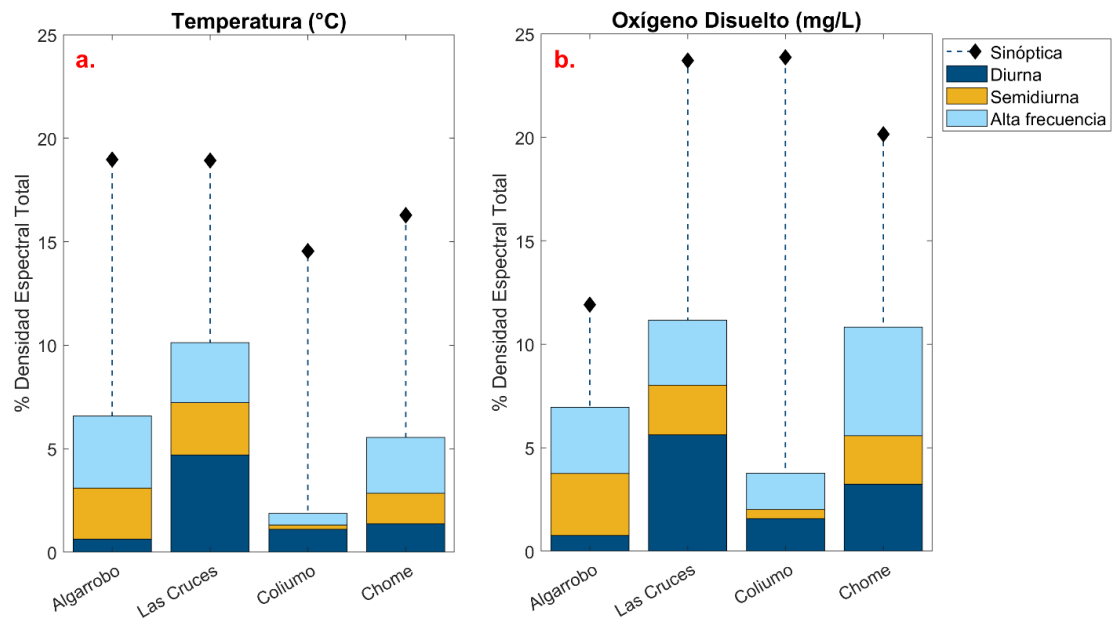 Temperatura (°C)
a.
% Densidad Espectral Total
25
20
15
10
5
0
Algarrobo
Las Cruces
Coliumo
Chome
Oxígeno Disuelto (mg/L)
b.
% Densidad Espectral Total
25
20
15
10
5
0
Algarrobo
Las Cruces
Coliumo
Chome
Sinóptica
Diurna
Semidiurna
Alta frecuencia